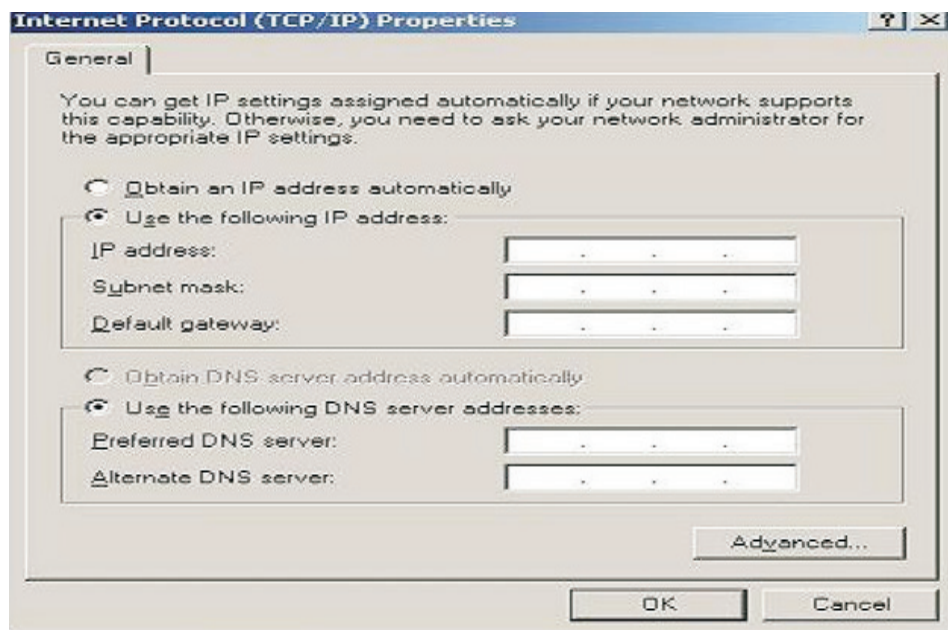 Internet Protocol (TCP/IP) Properties
General
You can get IP settings assigned automatically if your network supports
this capability. Otherwise, you need to ask your network administrator for
the appropriate IP settings.
Obtain an IP address automatically
Use the following IP address:
IP address:
Subnet mask:
Default gateway:
Obtain DNS server address automatically
Use the following DNS server addresses:
Preferred DNS server:
Alternate DNS server:
Advanced...
OK Cancel